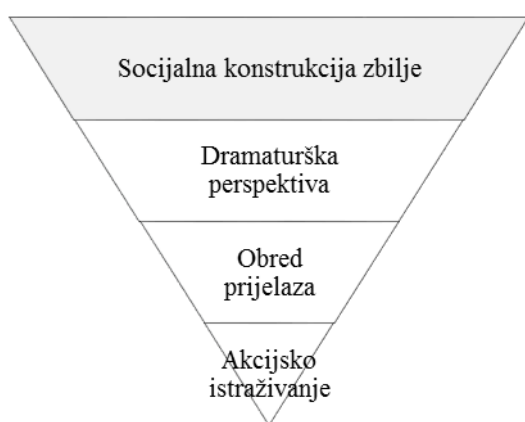 Socijalna konstrukcija zbilje
Dramaturška
perspektiva
Obred
prijelaza
Akcijsko
istraživanje